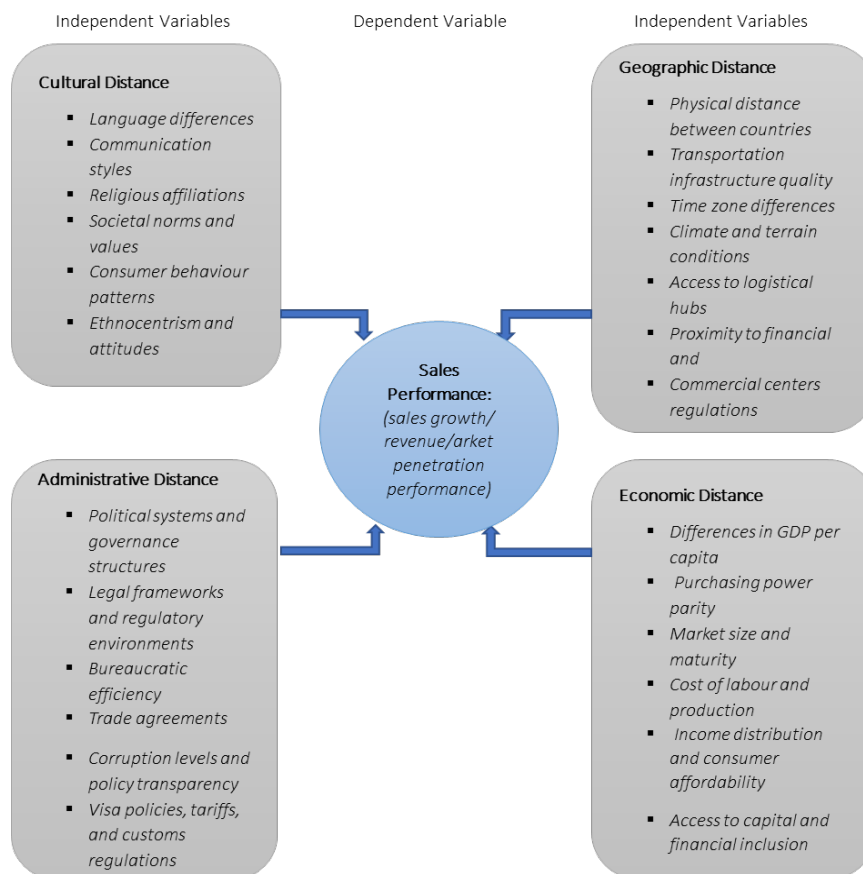 Independent Variables
Dependent Variable
Independent Variables
Cultural Distance
▪ Language differences
▪ Communication
styles
▪ Religious affiliations
▪ Societal norms and
values
▪ Consumer behaviour
patterns
▪ Ethnocentrism and
attitudes
Geographic Distance
▪ Physical distance
between countries
▪ Transportation
infrastructure quality
▪ Time zone differences
▪ Climate and terrain
conditions
▪ Access to logistical
hubs
▪ Proximity to financial
and
▪ Commercial centers
regulations
Sales
Performance:
(sales growth/
revenue/arket
penetration
performance)
Administrative Distance
▪ Political systems and
governance
structures
▪ Legal frameworks
and regulatory
environments
▪ Bureaucratic
efficiency
▪ Trade agreements
▪ Corruption levels and
policy transparency
▪ Visa policies, tariffs,
and customs
regulations
Economic Distance
▪ Differences in GDP per
capita
▪ Purchasing power
parity
▪ Market size and
maturity
▪ Cost of labour and
production
▪ Income distribution
and consumer
affordability
▪ Access to capital and
financial inclusion